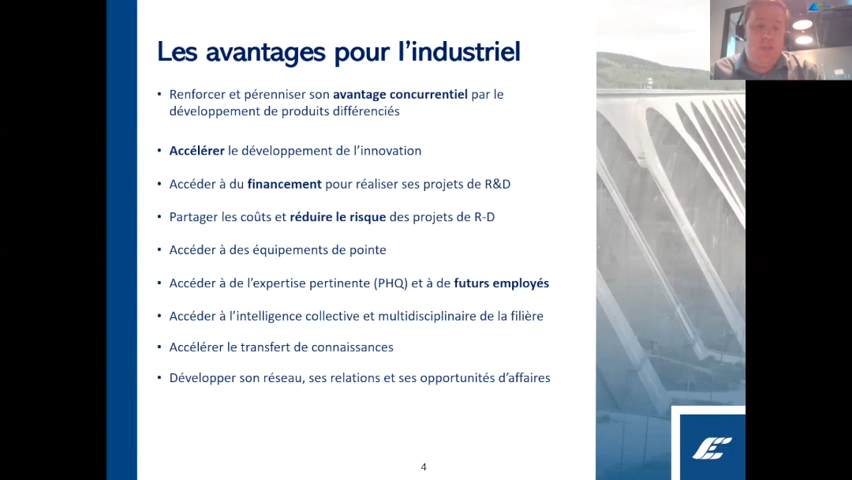 Les avantages pour l'industriel
• Renforcer et pérenniser son avantage concurrentiel par le
développement de produits différenciés
• Accélérer le développement de l'innovation
• Accéder à du financement pour réaliser ses projets de R&D
• Partager les coûts et réduire le risque des projets de R-D
• Accéder à des équipements de pointe
• Accéder à de l'expertise pertinente (PHQ) et à de futurs employés
• Accéder à l'intelligence collective et multidisciplinaire de la filière
• Accélérer le transfert de connaissances
• Développer son réseau, ses relations et ses opportunités d'affaires
4